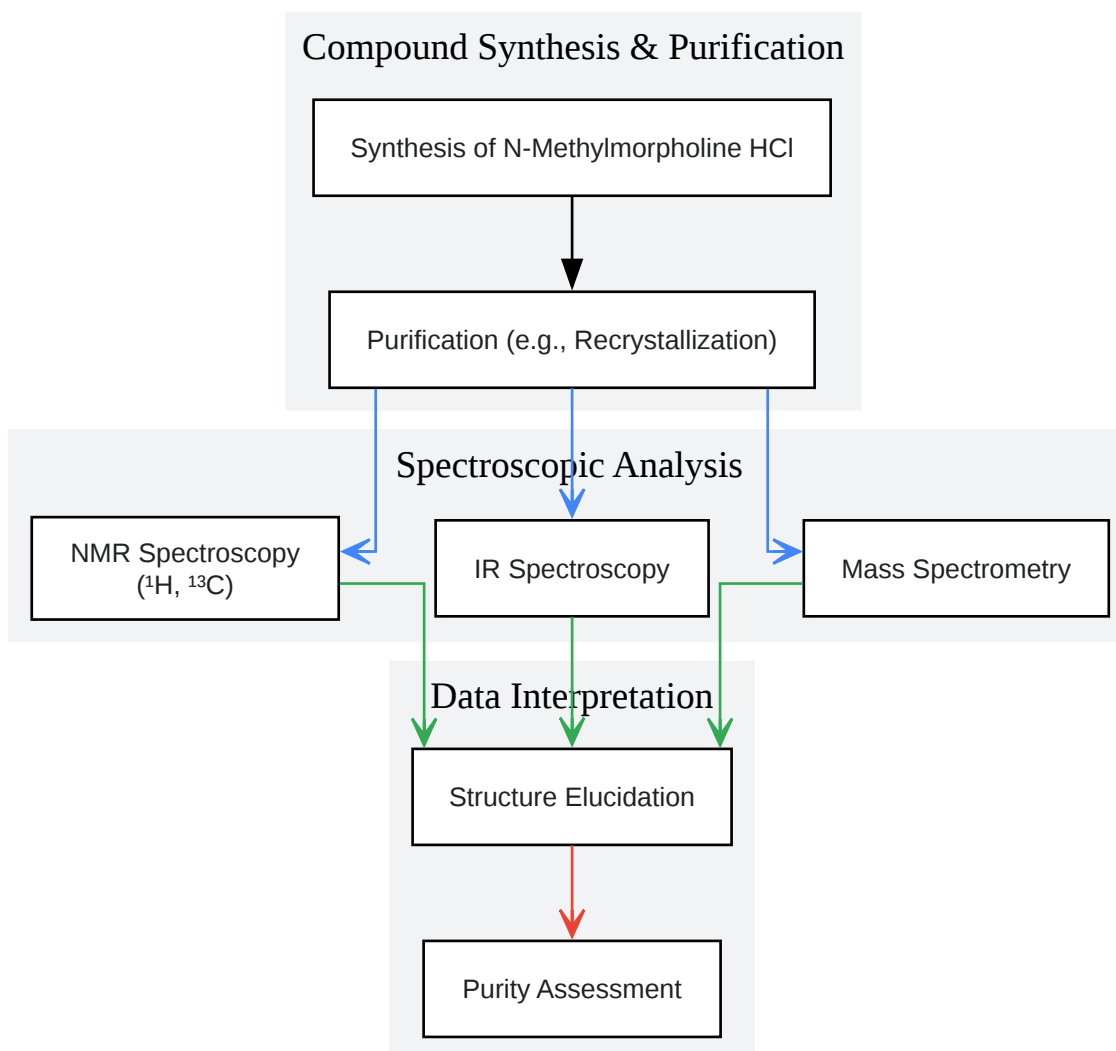 Compound Synthesis & Purification
Synthesis of N-Methylmorpholine HCl
Purification (e.g., Recrystallization)
Spectroscopic Analysis
NMR Spectroscopy
(¹H, ¹³C)
IR Spectroscopy
Mass Spectrometry
Data Interpretation
Structure Elucidation
Purity Assessment